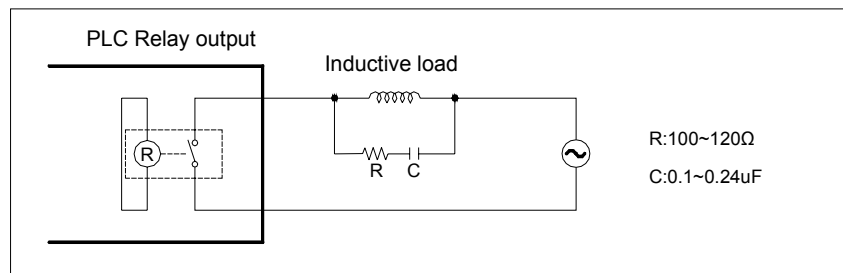 PLC Relay output
Inductive load
R
R C
R:100~120Ω
C:0.1~0.24uF